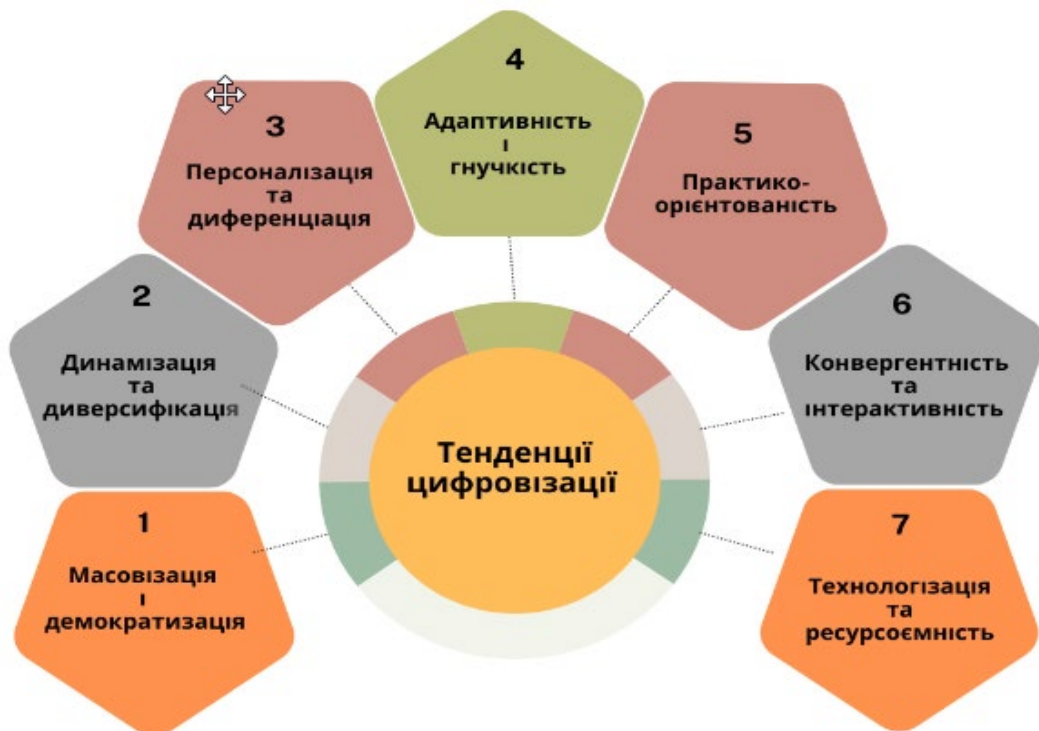 4
Адаптивність
і
гнучкість
3
Персоналізація
та
диференціація
5
Практико-
орієнтованість
2
Динамізація
та
диверсифікація
6
Конвергентність
та
інтерактивність
Тенденції
цифровізації
1
Масовізація
і
демократизація
7
Технологізація
та
ресурсоємність